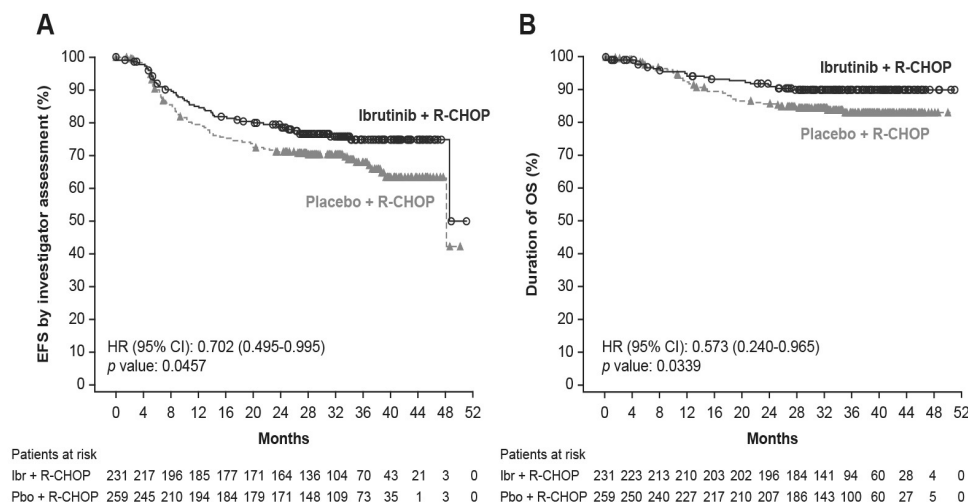 A
100
90
80
70
60
50
40
30
20
90
10
0
EFS by investigator assessment (%)
Ibrutinib + R-CHOP
Placebo + R-CHOP
HR (95% CI): 0.702 (0.495-0.995)
p value: 0.0457
0 4 6 8 12 16 20 24 28 32 36 40 44 48 52
Months
Patients at risk
Ibr + R-CHOP 231 217 196 185 177 171 164 136 104 70 43 21 3 0
Pbo + R-CHOP 259 245 210 194 184 179 171 148 109 73 35 1 3 0
B
100
90
80
70
60
50
40
30
20
10
0
Duration of OS (%)
Ibrutinib + R-CHOP
Placebo + R-CHOP
HR (95% CI): 0.573 (0.240-0.965)
p value: 0.0339
0 4 8 12 16 20 24 28 32 36 40 44 50 52
Months
Ibr + R-CHOP 231 223 213 210 203 202 196 184 141 94 60 28 4 0
Pbo + R-CHOP 259 250 240 227 217 210 207 186 143 100 60 1 5 0